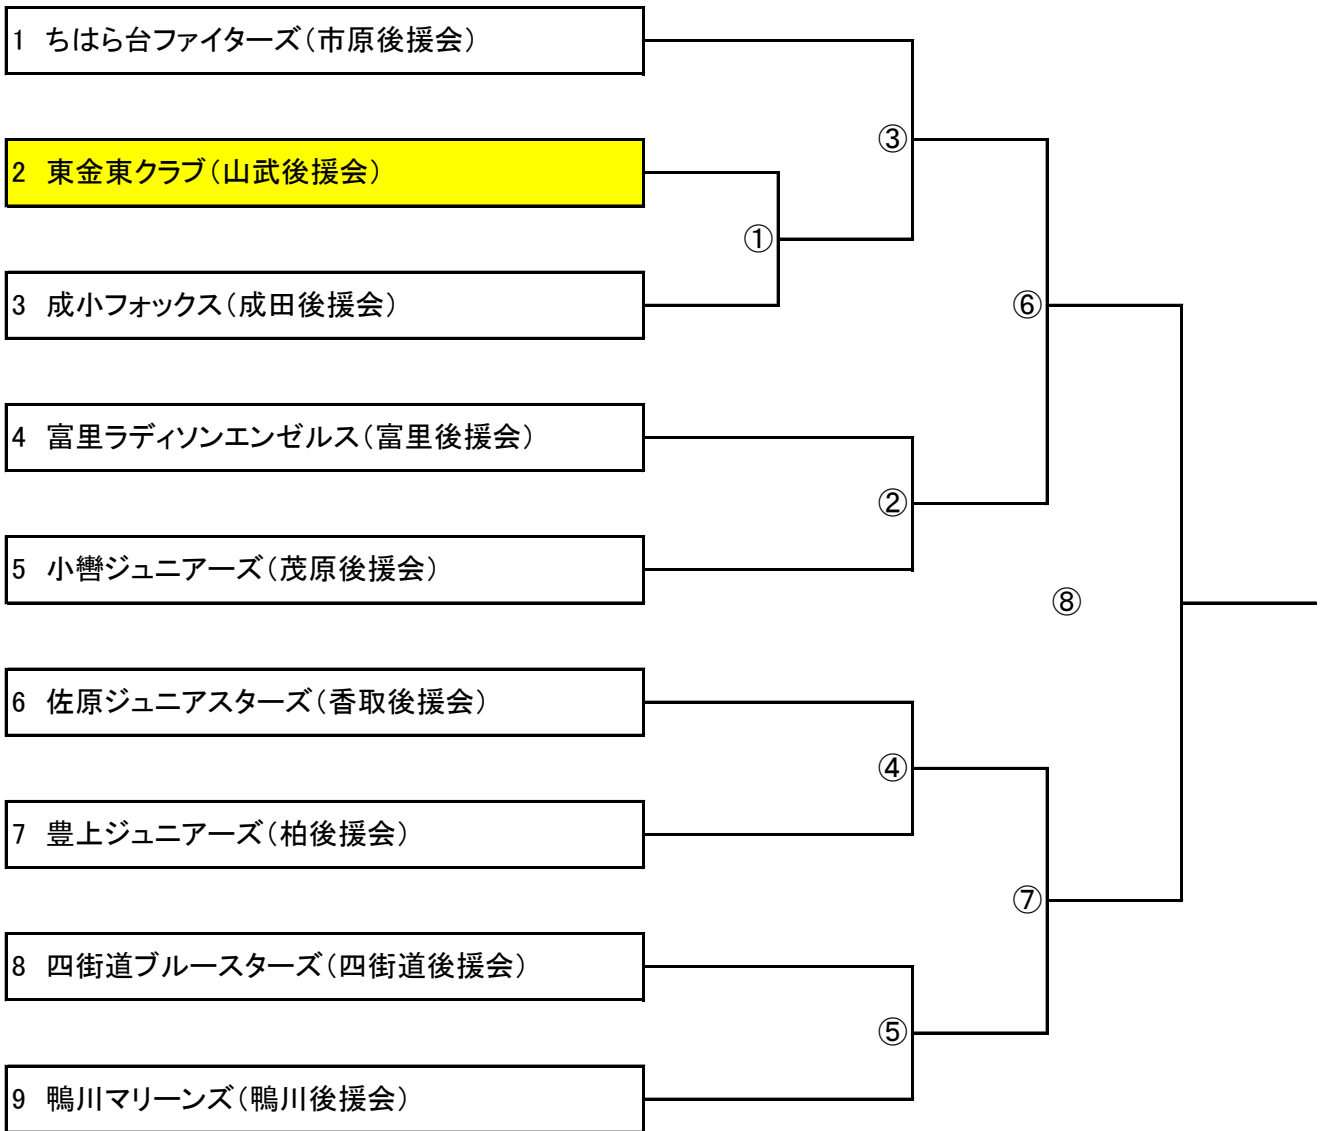 1 ちはら台ファイターズ（市原後援会）
③
2 東金東クラブ（山武後援会）
①
3 成小フォックス（成田後援会）
⑥
4 富里ラディソンエンゼルス（富里後援会）
②
5 小轡ジュニアーズ（茂原後援会）
⑧
6 佐原ジュニアスターズ（香取後援会）
④
7 豊上ジュニアーズ（柏後援会）
⑦
8 四街道ブルースターズ（四街道後援会）
⑤
9 鴨川マリーンズ（鴨川後援会）